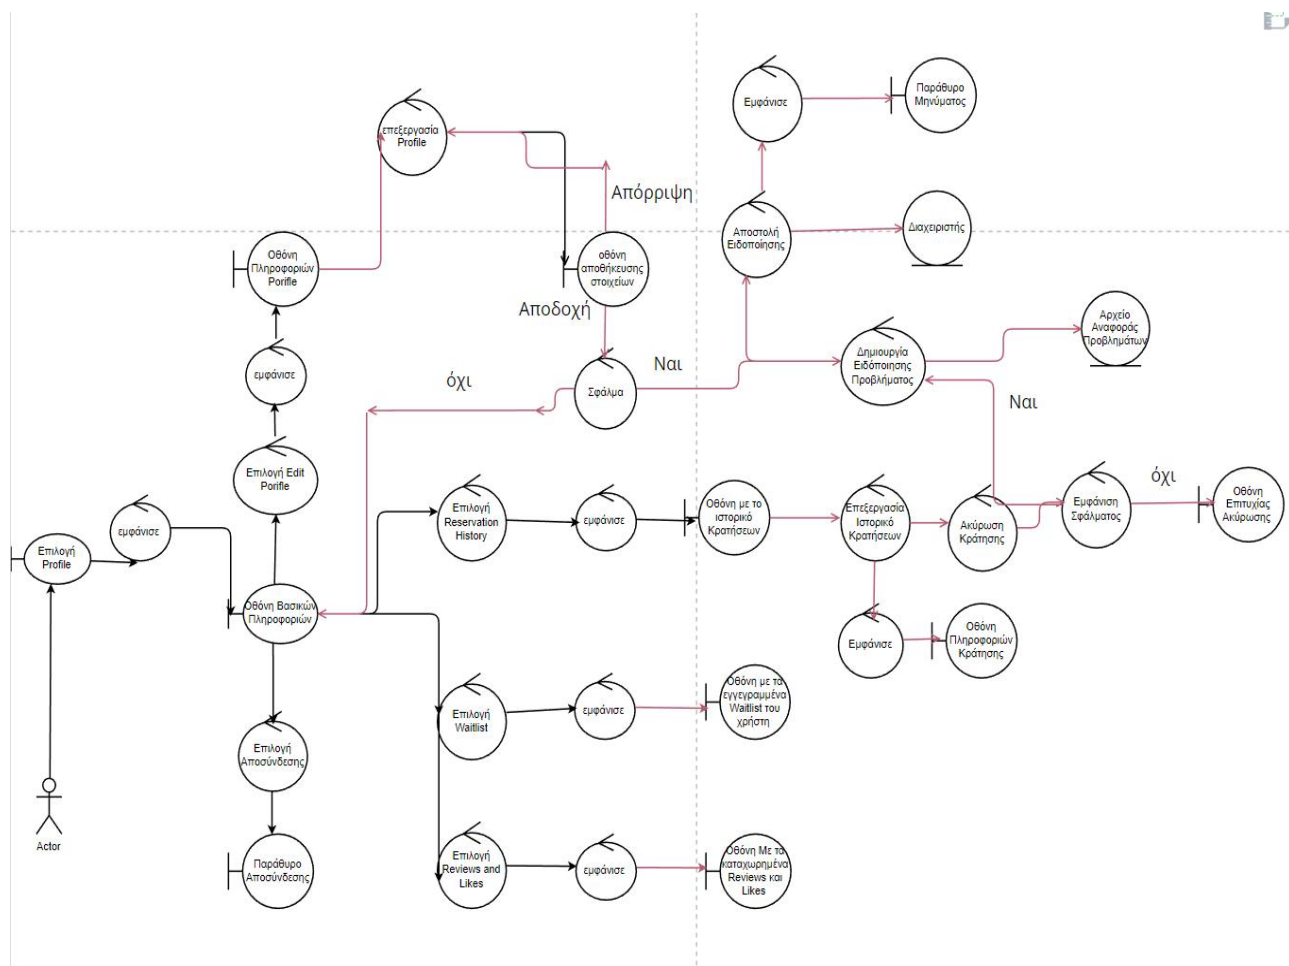 Εμφάνισε
Παράθυρο
Μηνύματος
επεξεργασία
Profile
Απόρριψη
Αποστολή
Ειδοποίησης
Διαχειριστής
Οθόνη
Πληροφοριών
Porifle
οθόνη
αποθήκευσης
στοιχείων
Αποδοχή
Αρχείο
Αναφοράς
Προβλημάτων
Δημιουργία
Ειδόποίησης
Προβλήματος
εμφάνισε
όχι
Σφάλμα
Ναι
Ναι
Επιλογή Edit
Porifle
Επιλογή
Reservation
History
εμφάνισε
Οθόνη με το
ιστορικό
Κρατήσεων
Επεξεργασία
Ιστορικό
Κρατήσεων
Ακύρωση
Κράτησης
Εμφάνιση
Σφάλματος
όχι
Οθόνη
Επιτυχίας
Ακύρωσης
εμφάνισε
Επιλογή
Profile
Οθόνη Βασικών
Πληροφοριών
Εμφάνισε
Οθόνη
Πληροφοριών
Κράτησης
Επιλογή
Waitlist
εμφάνισε
Οθόνη με τα
εγγεγραμμένα
Waitlist του
χρήστη
Επιλογή
Αποσύνδεσης
Actor
Παράθυρο
Αποσύνδεσης
Επιλογή
Reviews and
Likes
εμφάνισε
Οθόνη Με τα
καταχωρημένα
Reviews και
Likes